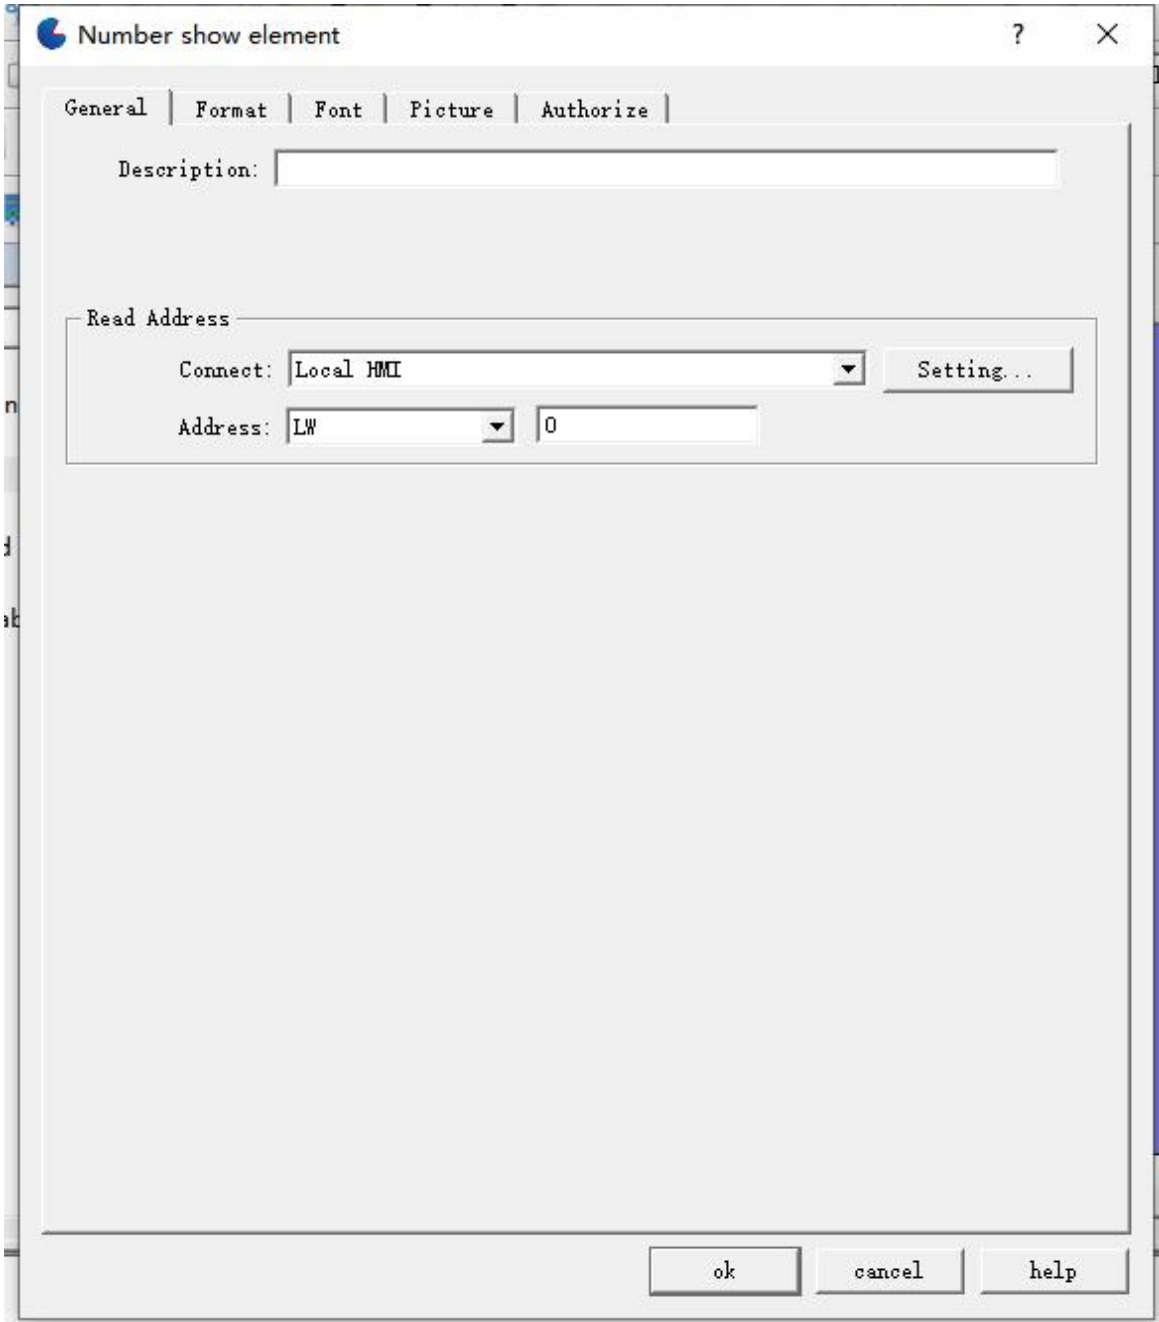 Number show element
?
General Format Font Picture Authorize
Description:
Read Address
Connect: Local HMI Setting...
Address: LW 0
n
d
ab
ok cancel help